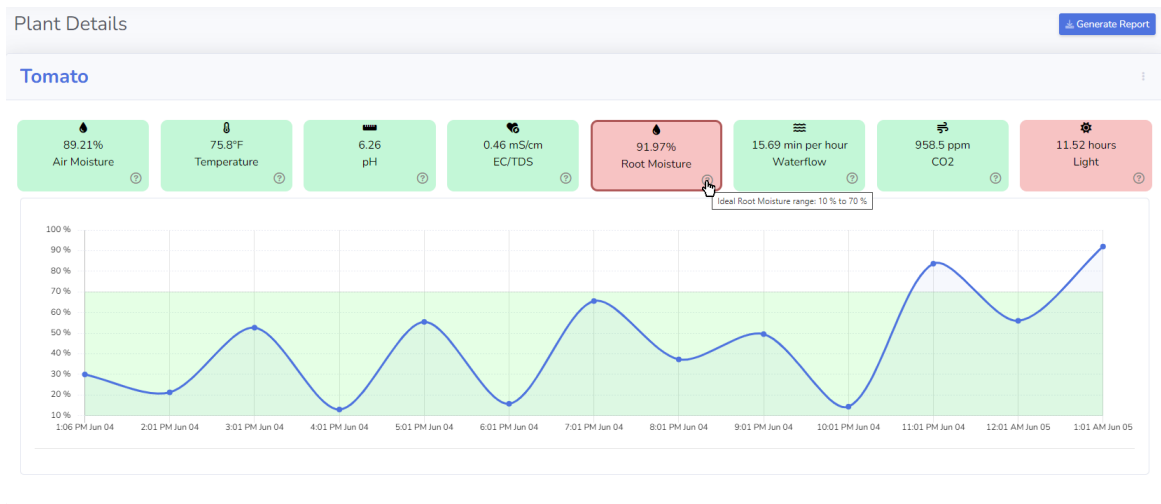 Plant Details
Generate Report
Tomato
89.21%
Air Moisture
75.8°F
Temperature
6.26
pH
0.46 mS/cm
EC/TDS
91.97%
Root Moisture
15.69 min per hour
Waterflow
958.5 ppm
CO2
11.52 hours
Light
Ideal Root Moisture range: 10 % to 70 %
100 %
90 %
80 %
70 %
60 %
50 %
40 %
30 %
20 %
10 %
1:06 PM Jun 04 2:01 PM Jun 04 3:01 PM Jun 04 4:01 PM Jun 04 5:01 PM Jun 04 6:01 PM Jun 04 7:01 PM Jun 04 8:01 PM Jun 04 9:01 PM Jun 04 10:01 PM Jun 04 11:01 PM Jun 04 12:01 AM Jun 05 1:01 AM Jun 05